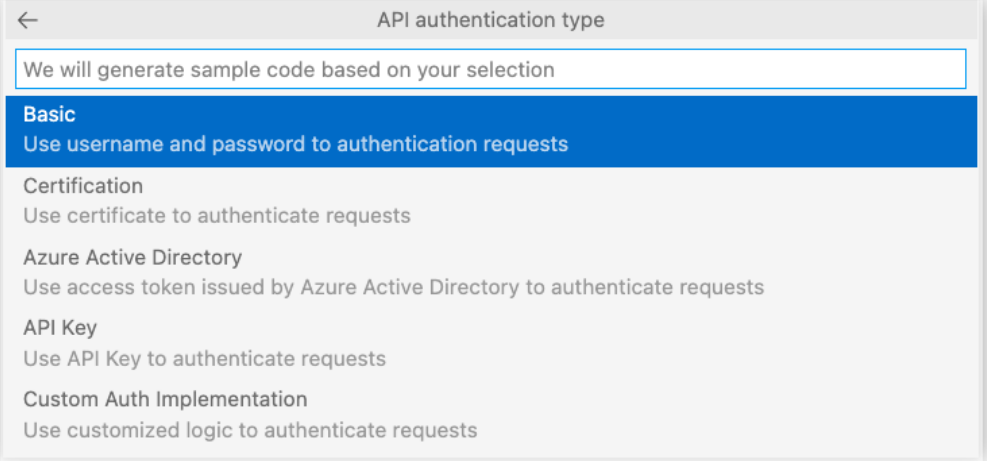 API authentication type
We will generate sample code based on your selection
Basic
Use username and password to authentication requests
Certification
Use certificate to authenticate requests
Azure Active Directory
Use access token issued by Azure Active Directory to authenticate requests
API Key
Use API Key to authenticate requests
Custom Auth Implementation
Use customized logic to authenticate requests